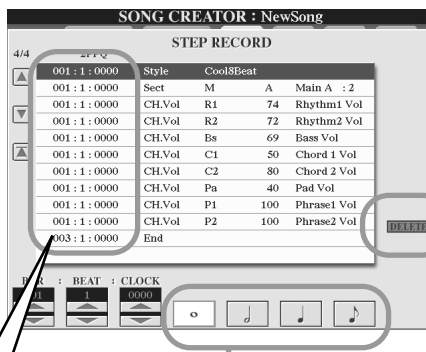 SONG CREATOR : NewSong
STEP RECORD
4/4
001 : 1 : 0000 Style Cool8Beat
001 : 1 : 0000 Sect M A Main A : 2
001 : 1 : 0000 CH.Vol R1 74 Rhythm1 Vol
001 : 1 : 0000 CH.Vol R2 72 Rhythm2 Vol
001 : 1 : 0000 CH.Vol Bs 69 Bass Vol
001 : 1 : 0000 CH.Vol C1 50 Chord 1 Vol
001 : 1 : 0000 CH.Vol C2 80 Chord 2 Vol
001 : 1 : 0000 CH.Vol Pa 40 Pad Vol
001 : 1 : 0000 CH.Vol P1 100 Phrase1 Vol
001 : 1 : 0000 CH.Vol P2 100 Phrase2 Vol
003 : 1 : 0000 End
DELETE
: BEAT : CLOCK
1 0000